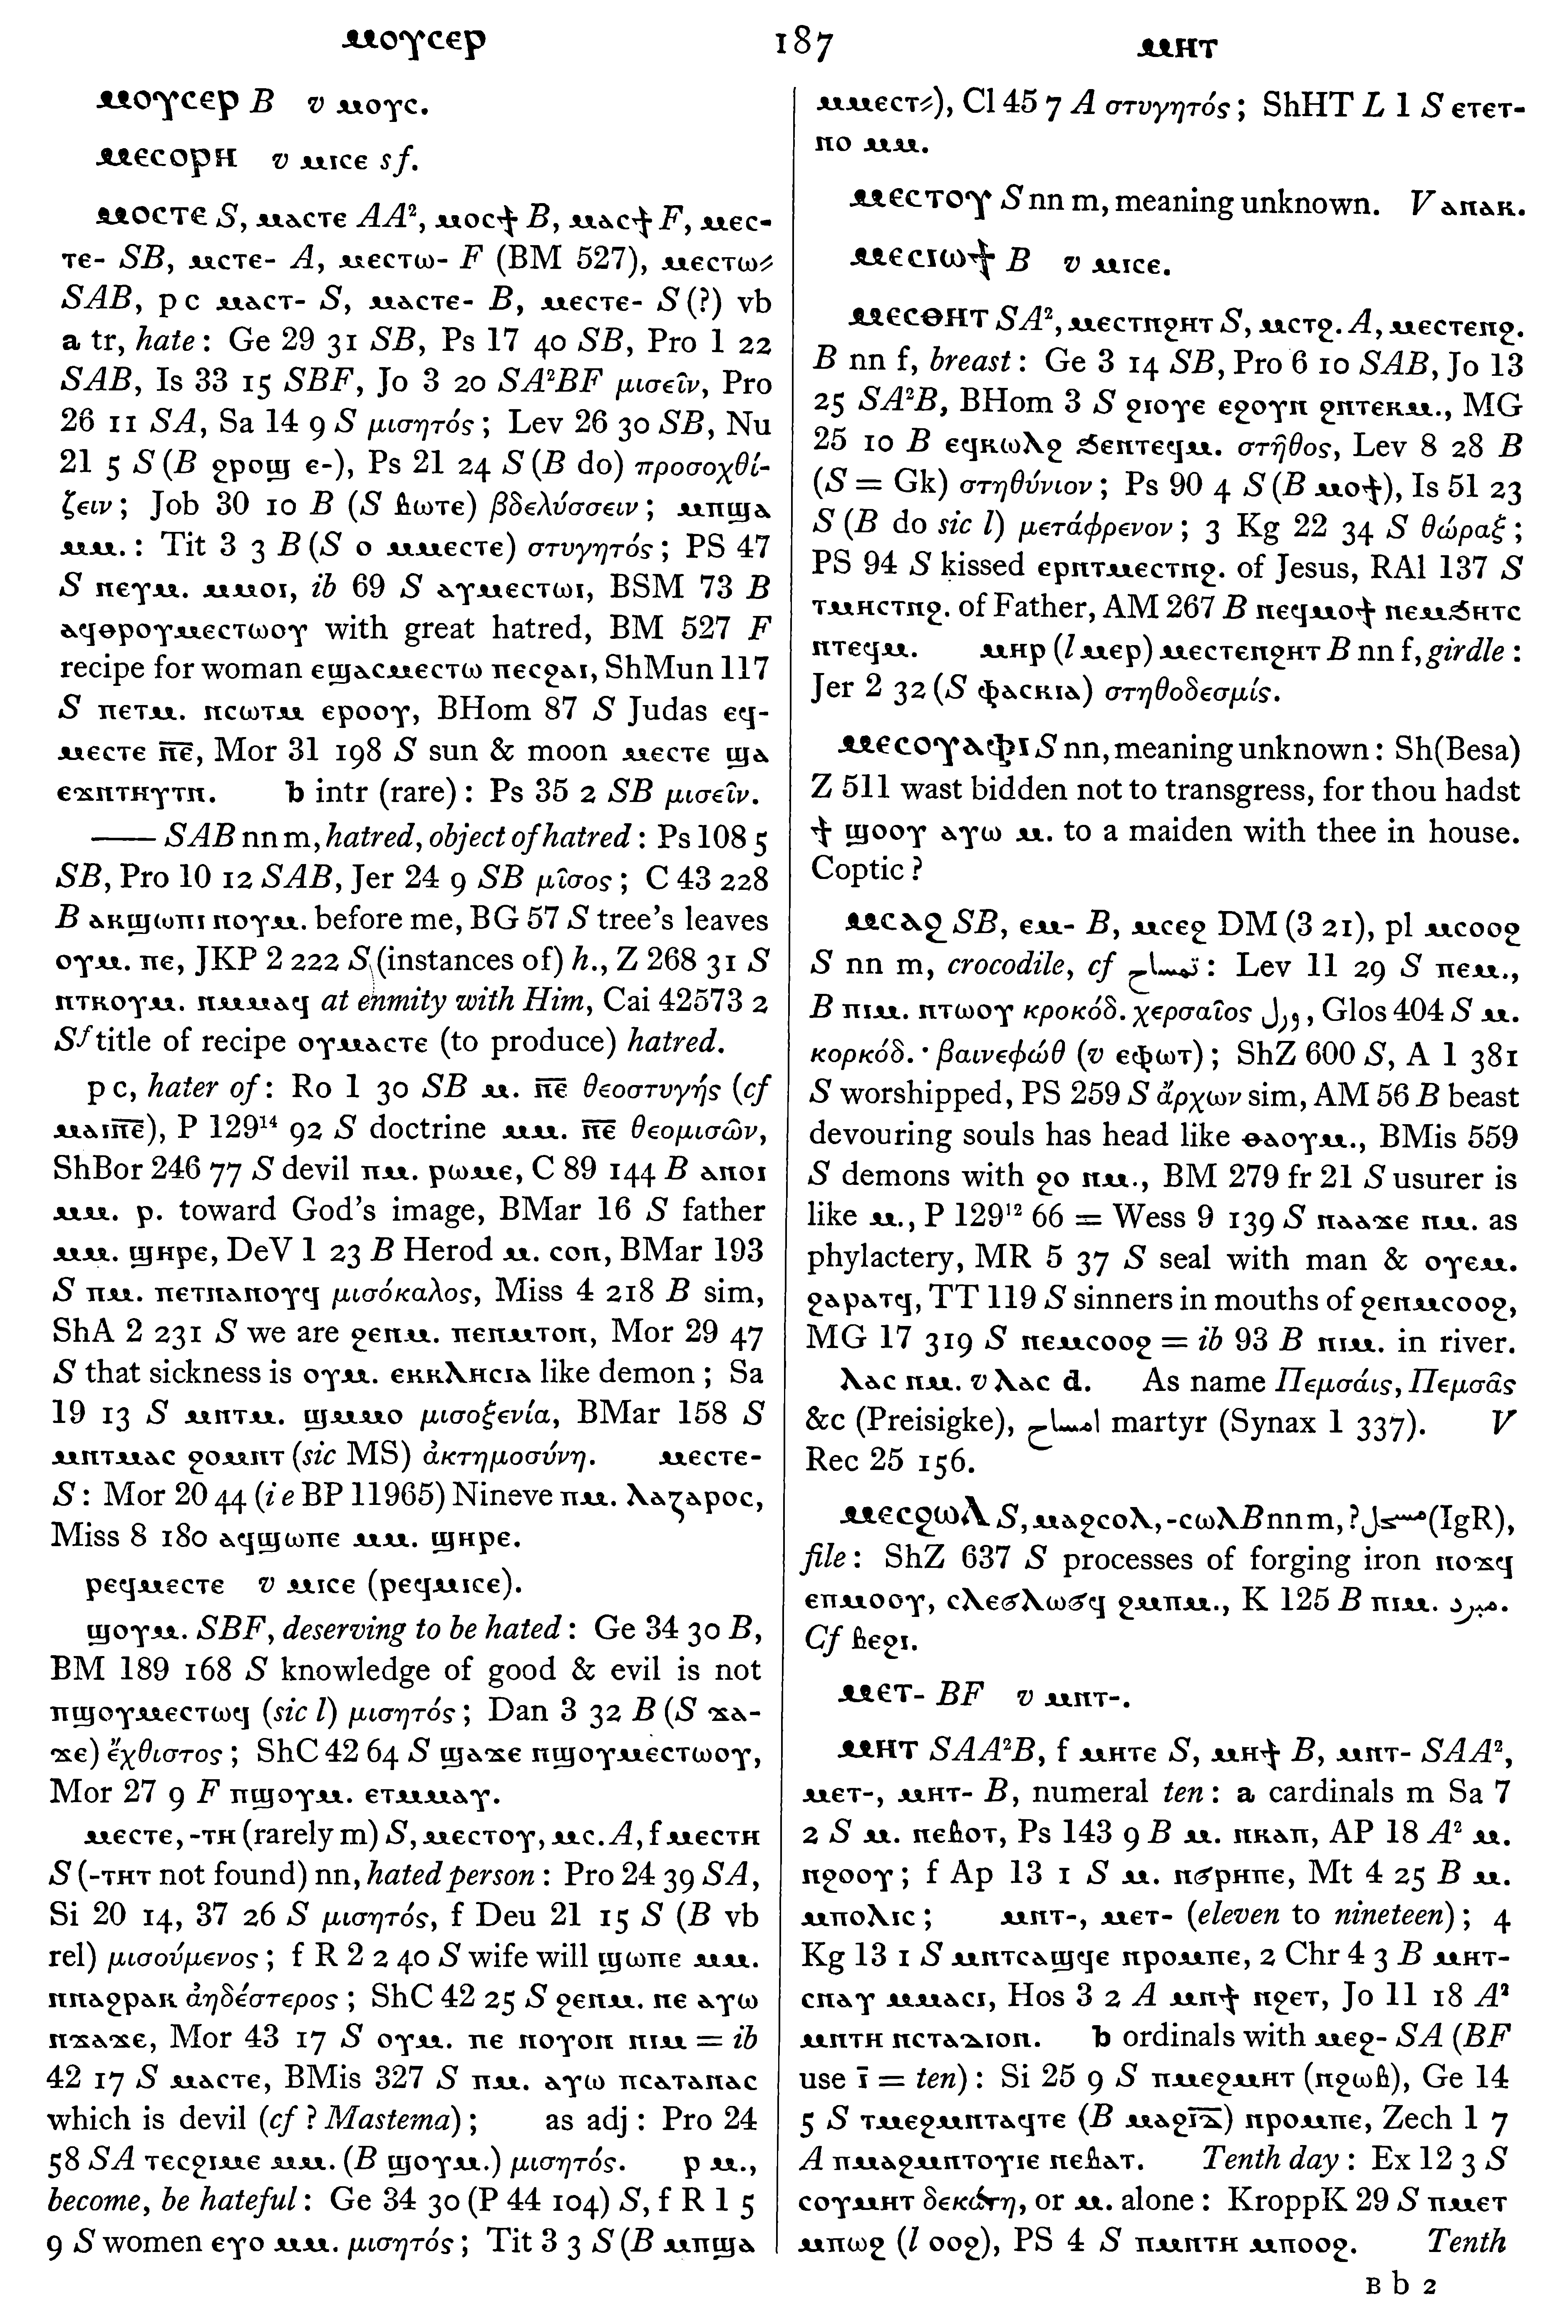 ⲙⲟⲩⲥⲉⲣ
187
ⲙⲏⲧ
ⲙⲟⲩⲥⲉⲣ B v ⲙⲟⲩⲥ.
ⲙⲉⲥⲟⲣⲏ v ⲙⲓⲥⲉ sf.
ⲙⲟⲥⲧⲉ S, ⲙⲁⲥⲧⲉ AA², ⲙⲟⲥϯ B, ⲙⲁⲥϯ F, ⲙⲉⲥ-
ⲧⲉ- SB, ⲙⲥⲧⲉ- A, ⲙⲉⲥⲧⲱ- F (BM 527), ⲙⲉⲥⲧⲱ⸗
SAB, p c ⲙⲁⲥⲧ- S, ⲙⲁⲥⲧⲉ- B, ⲙⲉⲥⲧⲉ- S (?) vb
a tr, hate: Ge 29 31 SB, Ps 17 40 SB, Pro 1 22
SAB, Is 33 15 SBF, Jo 3 20 SA²BF μισεῖν, Pro
26 11 SA, Sa 14 9 S μισητός; Lev 26 30 SB, Nu
21 5 S (B ϩⲣⲟϣ ⲉ-), Ps 21 24 S (B do) προσοχθί-
ζειν; Job 30 10 B (S ⲃⲱⲧⲉ) βδελύσσειν; ⲙⲡϣⲁ
ⲙⲙ.: Tit 3 3 B (S ⲟ ⲙⲙⲉⲥⲧⲉ) στυγητός; PS 47
S ⲛⲉⲩⲙ. ⲙⲙⲟⲓ, ib 69 S ⲁⲩⲙⲉⲥⲧⲱⲓ, BSM 73 B
ⲁϥⲑⲣⲟⲩⲙⲉⲥⲧⲱⲟⲩ with great hatred, BM 527 F
recipe for woman ⲉϣⲁⲥⲙⲉⲥⲧⲱ ⲡⲉⲥϩⲁⲓ, ShMun 117
S ⲡⲉⲧⲙ. ⲛⲥⲱⲧⲙ ⲉⲣⲟⲟⲩ, BHom 87 S Judas ⲉϥ-
ⲙⲉⲥⲧⲉ ⲡ̅ⲉ̅, Mor 31 198 S sun & moon ⲙⲉⲥⲧⲉ ϣⲁ
ⲉϫⲛⲧⲏⲩⲧⲛ. b intr (rare): Ps 35 2 SB μισεῖν.
—— SAB nn m, hatred, object of hatred: Ps 108 5
SB, Pro 10 12 SAB, Jer 24 9 SB μῖσος; C 43 228
B ⲁⲕϣⲱⲡⲓ ⲛⲟⲩⲙ. before me, BG 57 S tree's leaves
ⲟⲩⲙ. ⲡⲉ, JKP 2 222 S (instances of) h., Z 268 31 S
ⲛⲧⲕⲟⲩⲙ. ⲛⲙⲙⲁϥ at enmity with Him, Cai 42573 2
Sᶠ title of recipe ⲟⲩⲙⲁⲥⲧⲉ (to produce) hatred.
p c, hater of: Ro 1 30 SB ⲙ. ⲡ̅ⲉ̅ θεοστυγής (cf
ⲙⲁⲓⲡ̅ⲉ̅), P 129¹⁴ 92 S doctrine ⲙⲙ. ⲡ̅ⲉ̅ θεομισῶν,
ShBor 246 77 S devil ⲡⲙ. ⲣⲱⲙⲉ, C 89 144 B ⲁⲛⲟⲓ
ⲙⲙ. ⲣ. toward God's image, BMar 16 S father
ⲙⲙ. ϣⲏⲣⲉ, DeV 1 23 B Herod ⲙ. ⲥⲟⲛ, BMar 193
S ⲡⲙ. ⲡⲉⲧⲛⲁⲛⲟⲩϥ μισόκαλος, Miss 4 218 B sim,
ShA 2 231 S we are ϩⲉⲛⲙ. ⲡⲉⲛⲙⲧⲟⲛ, Mor 29 47
S that sickness is ⲟⲩⲙ. ⲉⲕⲕⲗⲏⲥⲓⲁ like demon; Sa
19 13 S ⲙⲛⲧⲙ. ϣⲙⲙⲟ μισοξενία, BMar 158 S
ⲙⲛⲧⲙⲁⲥ ϩⲟⲙⲛⲧ (sic MS) ἀκτημοσύνη. ⲙⲉⲥⲧⲉ-
S: Mor 20 44 (i e BP 11965) Nineve ⲡⲙ. ⲗⲁⲍⲁⲣⲟⲥ,
Miss 8 180 ⲁϥϣⲱⲡⲉ ⲙⲙ. ϣⲏⲣⲉ.
ⲣⲉϥⲙⲉⲥⲧⲉ v ⲙⲓⲥⲉ (ⲣⲉϥⲙⲓⲥⲉ).
ϣⲟⲩⲙ. SBF, deserving to be hated: Ge 34 30 B,
BM 189 168 S knowledge of good & evil is not
ⲡϣⲟⲩⲙⲉⲥⲧⲱϥ (sic l) μισητός; Dan 3 32 B (S ϫⲁ-
ϫⲉ) ἔχθιστος; ShC 42 64 S ϣⲁϫⲉ ⲛϣⲟⲩⲙⲉⲥⲧⲱⲟⲩ,
Mor 27 9 F ⲡϣⲟⲩⲙ. ⲉⲧⲙⲙⲁⲩ.
ⲙⲉⲥⲧⲉ, -ⲧⲏ (rarely m) S, ⲙⲉⲥⲧⲟⲩ, ⲙⲥ. A, f ⲙⲉⲥⲧⲏ
S (-ⲧⲏⲧ not found) nn, hated person: Pro 24 39 SA,
Si 20 14, 37 26 S μισητός, f Deu 21 15 S (B vb
rel) μισούμενος; f R 2 2 40 S wife will ϣⲱⲡⲉ ⲙⲙ.
ⲛⲛⲁϩⲣⲁⲕ ἀηδέστερος; ShC 42 25 S ϩⲉⲛⲙ. ⲛⲉ ⲁⲩⲱ
ⲛϫⲁϫⲉ, Mor 43 17 S ⲟⲩⲙ. ⲡⲉ ⲛⲟⲩⲟⲛ ⲛⲓⲙ = ib
42 17 S ⲙⲁⲥⲧⲉ, BMis 327 S ⲡⲙ. ⲁⲩⲱ ⲡⲥⲁⲧⲁⲛⲁⲥ
which is devil (cf ? Mastema); as adj: Pro 24
58 SA ⲧⲉⲥϩⲓⲙⲉ ⲙⲙ. (B ϣⲟⲩⲙ.) μισητός. ⲣ ⲙ.,
become, be hateful: Ge 34 30 (P 44 104) S, f R 1 5
9 S women ⲉⲩⲟ ⲙⲙ. μισητός; Tit 3 3 S (B ⲙⲡϣⲁ
ⲙⲙⲉⲥⲧ⸗), Cl 45 7 A στυγητός; ShHT L 1 S ⲉⲧⲉⲧ-
ⲛⲟ ⲙⲙ.
ⲙⲉⲥⲧⲟⲩ S nn m, meaning unknown. V ⲁⲛⲁⲕ.
ⲙⲉⲥⲓⲱϯ B v ⲙⲓⲥⲉ.
ⲙⲉⲥⲑⲏⲧ SA², ⲙⲉⲥⲧⲛϩⲏⲧ S, ⲙⲥⲧϩ. A, ⲙⲉⲥⲧⲉⲛϩ.
B nn f, breast: Ge 3 14 SB, Pro 6 10 SAB, Jo 13
25 SA²B, BHom 3 S ϩⲓⲟⲩⲉ ⲉϩⲟⲩⲛ ϩⲛⲧⲉⲕⲙ., MG
25 10 B ⲉϥⲕⲱⲗϩ ϧⲉⲛⲧⲉϥⲙ. στῆθος, Lev 8 28 B
(S = Gk) στηθύνιον; Ps 90 4 S (B ⲙⲟϯ), Is 51 23
S (B do sic l) μετάφρενον; 3 Kg 22 34 S θώραξ;
PS 94 S kissed ⲉⲣⲛⲧⲙⲉⲥⲧⲛϩ. of Jesus, RAl 137 S
ⲧⲙⲏⲥⲧⲛϩ. of Father, AM 267 B ⲡⲉϥⲙⲟϯ ⲛⲉⲙϧⲏⲧⲥ
ⲛⲧⲉϥⲙ. ⲙⲏⲣ (l ⲙⲉⲣ) ⲙⲉⲥⲧⲉⲛϩⲏⲧ B nn f, girdle:
Jer 2 32 (S ⲫⲁⲥⲕⲓⲁ) στηθοδεσμίς.
ⲙⲉⲥⲟⲩⲁⲫⲓ S nn, meaning unknown: Sh(Besa)
Z 511 wast bidden not to transgress, for thou hadst
ϯ ϣⲟⲟⲩ ⲁⲩⲱ ⲙ. to a maiden with thee in house.
Coptic ?
ⲙⲥⲁϩ SB, ⲉⲙ- B, ⲙⲥⲉϩ DM (3 21), pl ⲙⲥⲟⲟϩ
S nn m, crocodile, cf تمساح: Lev 11 29 S ⲡⲉⲙ.,
B ⲡⲓⲙ. ⲛⲧⲱⲟⲩ κροκόδ. χερσαῖος ورل, Glos 404 S ⲙ.
κορκόδ. · βαινεφώθ (v ⲉⲫⲱⲧ); ShZ 600 S, A 1 381
S worshipped, PS 259 S ἄρχων sim, AM 56 B beast
devouring souls has head like ⲑⲁⲟⲩⲙ., BMis 559
S demons with ϩⲟ ⲛⲙ., BM 279 fr 21 S usurer is
like ⲙ., P 129¹² 66 = Wess 9 139 S ⲛⲁⲁϫⲉ ⲛⲙ. as
phylactery, MR 5 37 S seal with man & ⲟⲩⲉⲙ.
ϩⲁⲣⲁⲧϥ, TT 119 S sinners in mouths of ϩⲉⲛⲙⲥⲟⲟϩ,
MG 17 319 S ⲛⲉⲙⲥⲟⲟϩ = ib 93 B ⲛⲓⲙ. in river.
ⲗⲁⲥ ⲛⲙ. v ⲗⲁⲥ d. As name Πεμσάις, Πεμσᾶς
&c (Preisigke), امساح martyr (Synax 1 337). V
Rec 25 156.
ⲙⲉⲥϩⲱⲗ S, ⲙⲁϩⲥⲟⲗ, -ⲥⲱⲗ B nn m, ? مسحل (IgR),
file: ShZ 637 S processes of forging iron ⲛⲟϫϥ
ⲉⲡⲙⲟⲟⲩ, ⲥⲗⲉϭⲗⲱϭϥ ϩⲙⲡⲙ., K 125 B ⲡⲓⲙ. مبرد.
Cf ⲃⲉϩⲓ.
ⲙⲉⲧ- BF v ⲙⲛⲧ-.
ⲙⲏⲧ SAA²B, f ⲙⲏⲧⲉ S, ⲙⲏϯ B, ⲙⲛⲧ- SAA²,
ⲙⲉⲧ-, ⲙⲏⲧ- B, numeral ten: a cardinals m Sa 7
2 S ⲙ. ⲛⲉⲃⲟⲧ, Ps 143 9 B ⲙ. ⲛⲕⲁⲡ, AP 18 A² ⲙ.
ⲛϩⲟⲟⲩ; f Ap 13 1 S ⲙ. ⲛϭⲣⲏⲡⲉ, Mt 4 25 B ⲙ.
ⲙⲡⲟⲗⲓⲥ; ⲙⲛⲧ-, ⲙⲉⲧ- (eleven to nineteen); 4
Kg 13 1 S ⲙⲛⲧⲥⲁϣϥⲉ ⲛⲣⲟⲙⲡⲉ, 2 Chr 4 3 B ⲙⲏⲧ-
ⲥⲛⲁⲩ ⲙⲙⲁⲥⲓ, Hos 3 2 A ⲙⲛϯ ⲛϩⲉⲧ, Jo 11 18 A²
ⲙⲛⲧⲏ ⲛⲥⲧⲁⲇⲓⲟⲛ. b ordinals with ⲙⲉϩ- SA (BF
use ⲓ̅ = ten): Si 25 9 S ⲡⲙⲉϩⲙⲏⲧ (ⲛϩⲱⲃ), Ge 14
5 S ⲧⲙⲉϩⲙⲛⲧⲁϥⲧⲉ (B ⲙⲁϩⲓ̅ⲇ̅) ⲛⲣⲟⲙⲡⲉ, Zech 1 7
A ⲡⲙⲁϩⲙⲛⲧⲟⲩⲓⲉ ⲛⲉⲃⲁⲧ. Tenth day: Ex 12 3 S
ⲥⲟⲩⲙⲏⲧ δεκάτη, or ⲙ. alone: KroppK 29 S ⲡⲙⲉⲧ
ⲙⲡⲱϩ (l ⲟⲟϩ), PS 4 S ⲡⲙⲛⲧⲏ ⲙⲡⲟⲟϩ. Tenth
B b 2